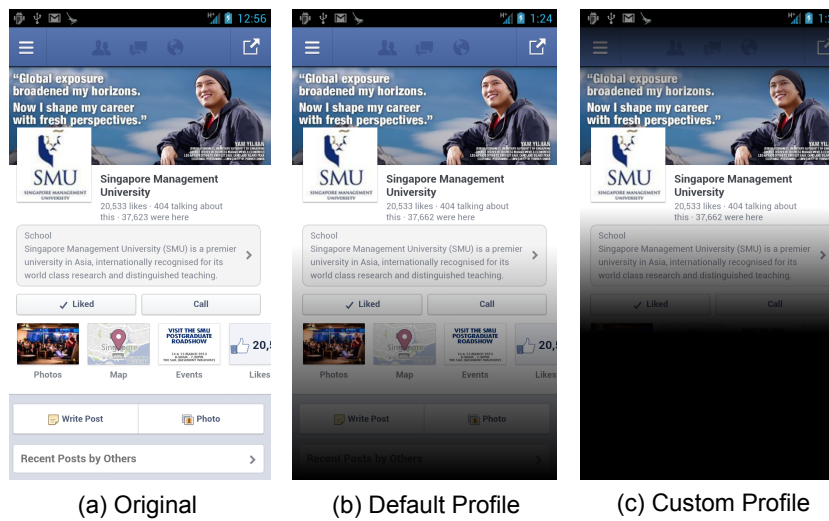 12:56
"Global exposure
broadened my horizons.
Now I shape my career
with fresh perspectives."
YAM YILIAN
SMU
SINGAPORE MANAGEMENT
UNIVERSITY
Singapore Management
University
20,533 likes · 404 talking about
this · 37,623 were here
School
Singapore Management University (SMU) is a premier
university in Asia, internationally recognised for its
world class research and distinguished teaching.
Liked
Call
Singapore
VISIT THE SMU
POSTGRADUATE
ROADSHOW
20,5
Photos
Map
Events
Likes
Write Post
Photo
Recent Posts by Others
(a) Original
1:24
"Global exposure
broadened my horizons.
Now I shape my career
with fresh perspectives."
YAM YILIAN
SMU
SINGAPORE MANAGEMENT
UNIVERSITY
Singapore Management
University
20,533 likes · 404 talking about
this · 37,662 were here
School
Singapore Management University (SMU) is a premier
university in Asia, internationally recognised for its
world class research and distinguished teaching.
Liked
Call
Singapore
VISIT THE SMU
POSTGRADUATE
ROADSHOW
20,
Photos
Map
Events
Likes
Write Post
Photo
Recent Posts by Others
(b) Default Profile
"Global exposure
broadened my horizons.
Now I shape my career
with fresh perspectives."
SMU
SINGAPORE MANAGEMENT
UNIVERSITY
Singapore Management
University
20,533 likes · 404 talking about
this · 37,662 were here
School
Singapore Management University (SMU) is a premier
university in Asia, internationally recognised for its
world class research and distinguished teaching.
Liked
Call
(c) Custom Profile